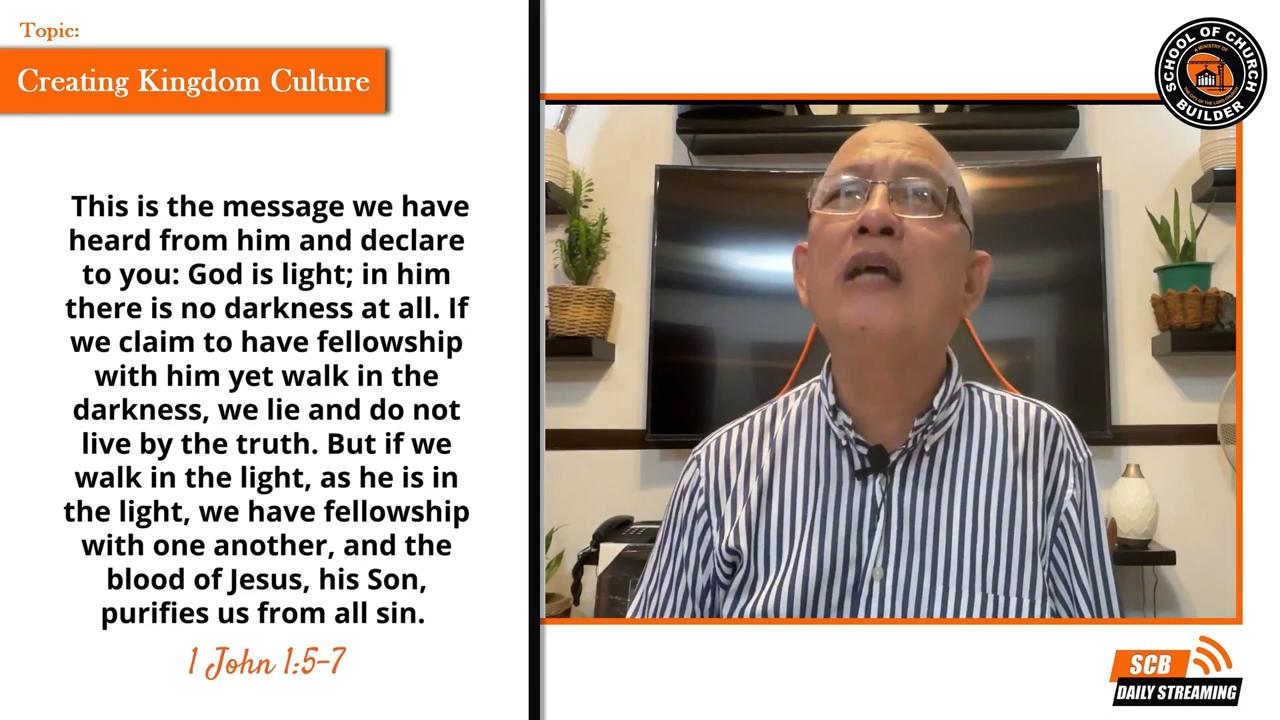 Topic:
Creating Kingdom Culture
This is the message we have
heard from him and declare
to you: God is light; in him
there is no darkness at all. If
we claim to have fellowship
with him yet walk in the
darkness, we lie and do not
live by the truth. But if we
walk in the light, as he is in
the light, we have fellowship
with one another, and the
blood of Jesus, his Son,
purifies us from all sin.
1 John 1:5-7
SCHOOL OF CHURCH
BUILDER
A MINISTRY OF
SCB
DAILY STREAMING